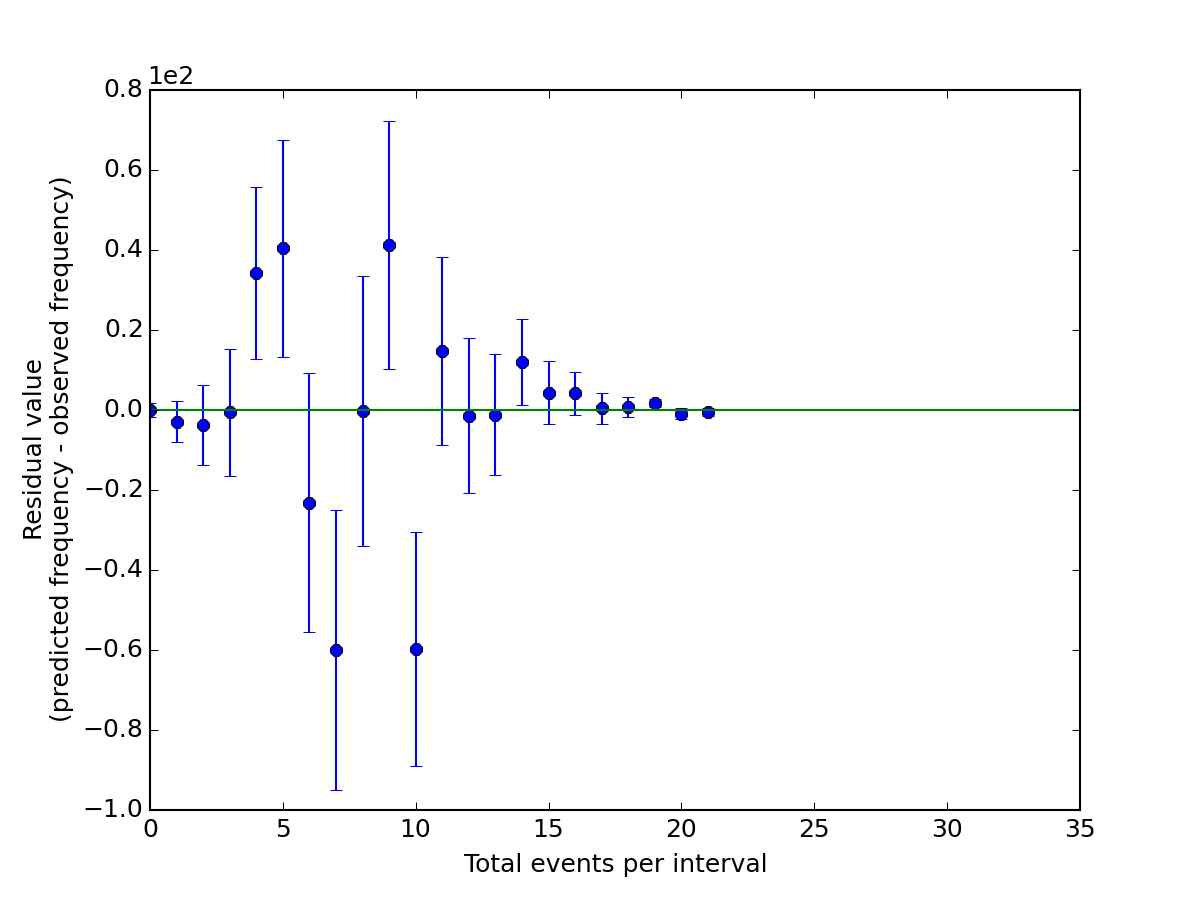 1e2
0.8
0.6
0.4
0.2
0.0
−0.2
−0.4
−0.6
−0.8
−1.0
Residual value
(predicted frequency - observed frequency)
0 5 10 15 20 25 30 35
Total events per interval